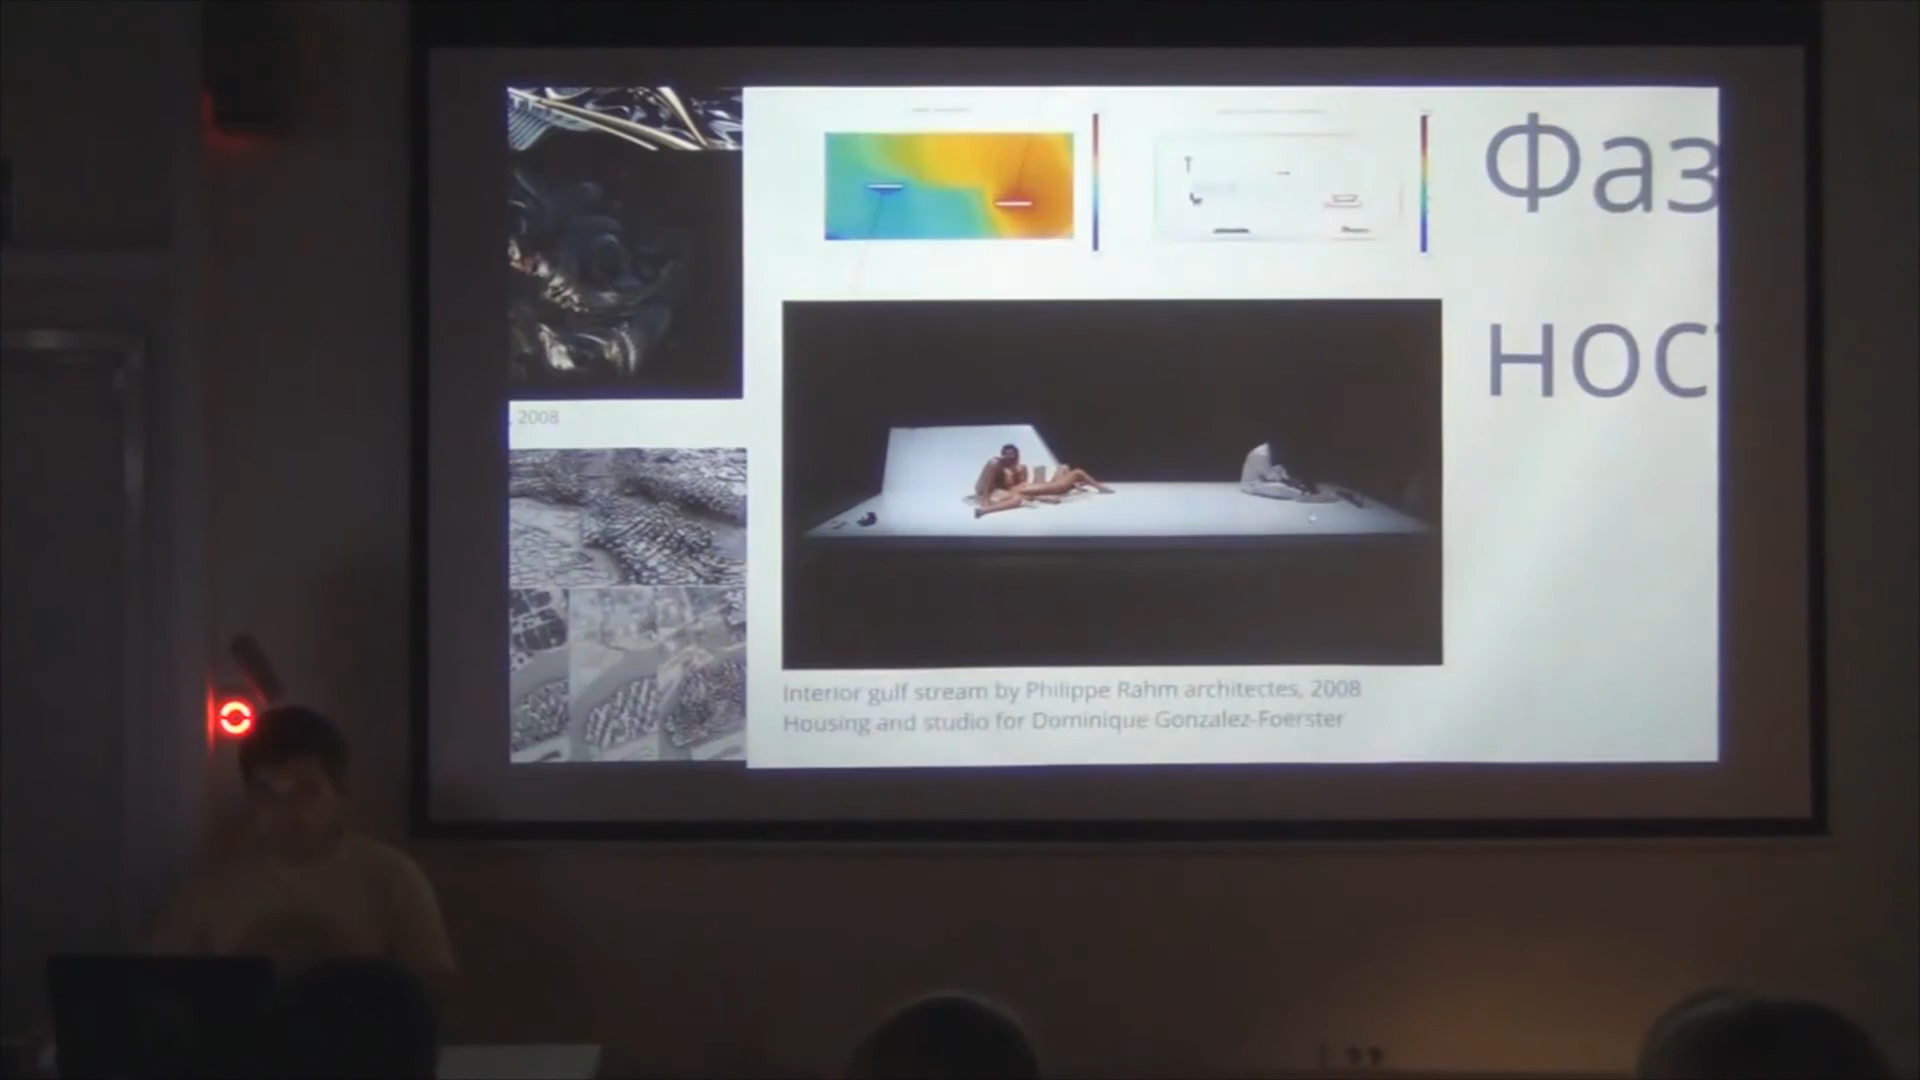 2008
Interior gulf stream by Philippe Rahm architectes, 2008
Housing and studio for Dominique Gonzalez-Foerster
Фаз
нос